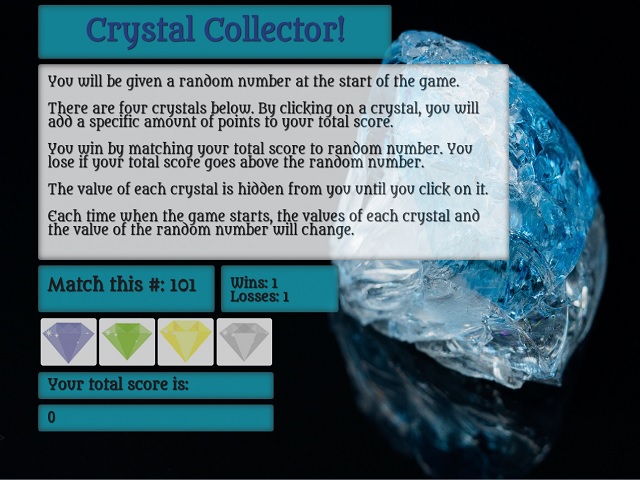 Crystal Collector!
You will be given a random number at the start of the game.
There are four crystals below. By clicking on a crystal, you will
add a specific amount of points to your total score.
You win by matching your total score to random number. You
lose if your total score goes above the random number.
The value of each crystal is hidden from you until you click on it.
Each time when the game starts, the values of each crystal and
the value of the random number will change.
Match this #: 101
Wins: 1
Losses: 1
Your total score is:
0